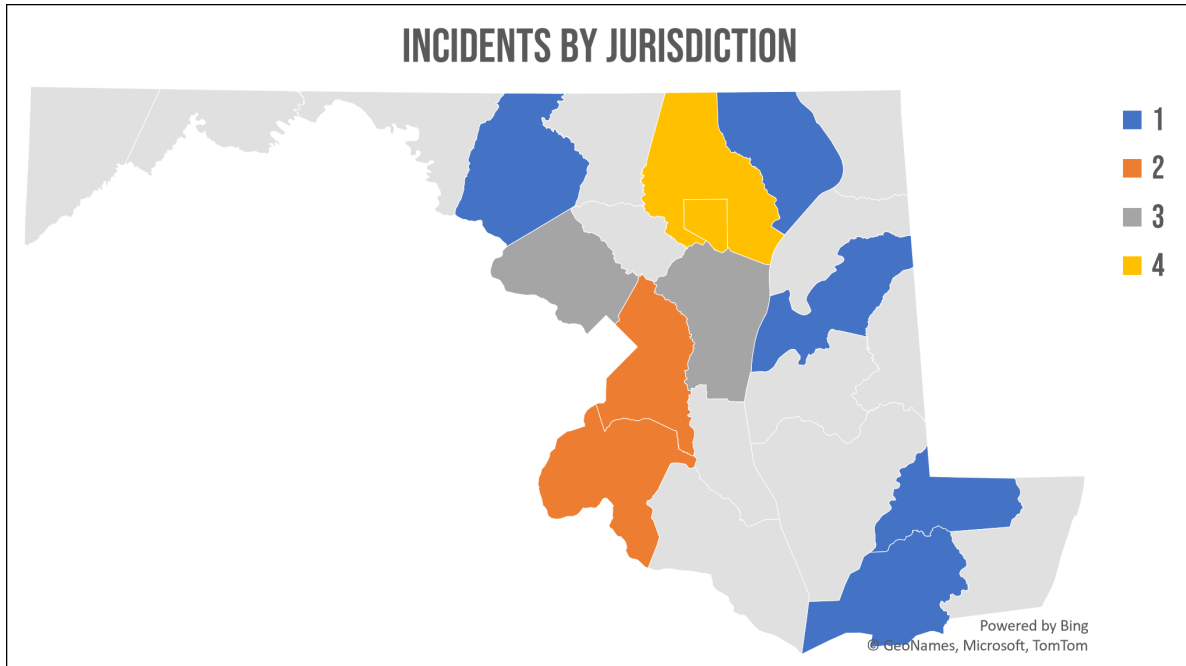 INCIDENTS BY JURISDICTION
1
2
3
4
Powered by Bing
© GeoNames, Microsoft, TomTom